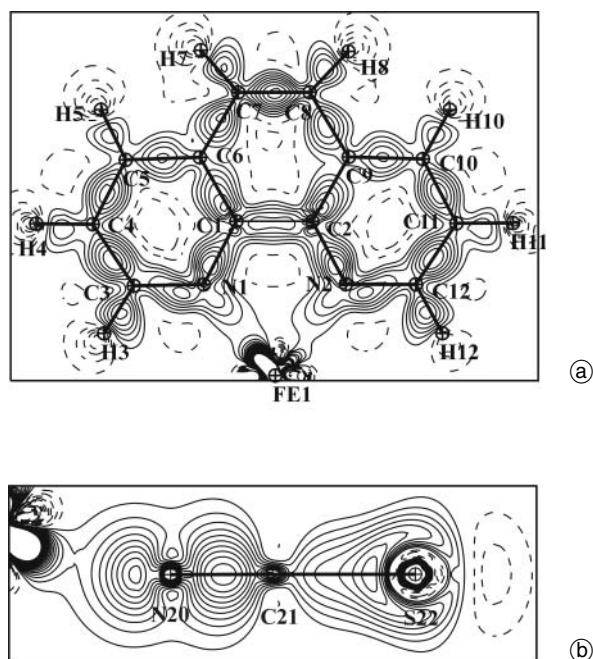 H7 H8
C7 C8
H5 H10
C5 C6 C9 C10
H4 C4 C1 C2 C11 H11
C3 N1 N2 C12
H3 H12
FE1
a
N20 C21 S22
b